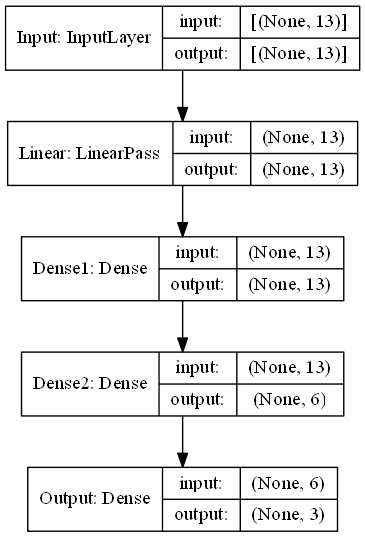 Input: InputLayer
input: [(None, 13)]
output: [(None, 13)]
Linear: LinearPass
input: (None, 13)
output: (None, 13)
Dense1: Dense
input: (None, 13)
output: (None, 13)
Dense2: Dense
input: (None, 13)
output: (None, 6)
Output: Dense
input: (None, 6)
output: (None, 3)